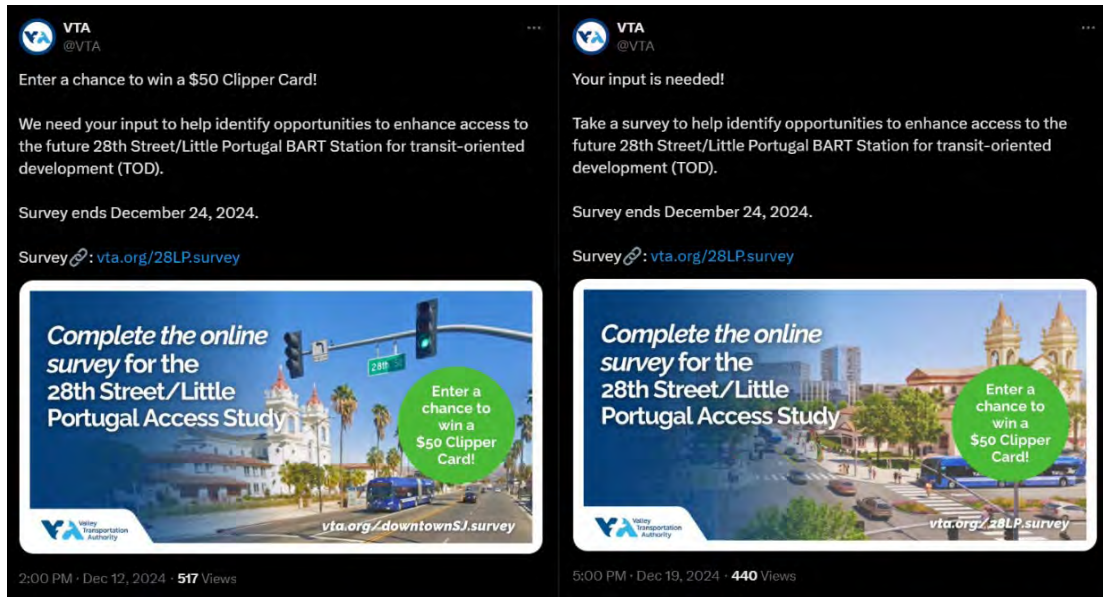 VTA
@VTA
Enter a chance to win a $50 Clipper Card!
We need your input to help identify opportunities to enhance access to
the future 28th Street/Little Portugal BART Station for transit-oriented
development (TOD).
Survey ends December 24, 2024.
Survey🔗: vta.org/28LP.survey
Complete the online
survey for the
28th Street/Little
Portugal Access Study
28th St
Enter a
chance to
win a
$50 Clipper
Card!
VTA
Valley
Transportation
Authority
vta.org/downtownSJ.survey
2:00 PM · Dec 12, 2024 · 517 Views
VTA
@VTA
Your input is needed!
Take a survey to help identify opportunities to enhance access to the
future 28th Street/Little Portugal BART Station for transit-oriented
development (TOD).
Survey ends December 24, 2024.
Survey🔗: vta.org/28LP.survey
Complete the online
survey for the
28th Street/Little
Portugal Access Study
Enter a
chance to
win a
$50 Clipper
Card!
VTA
Valley
Transportation
Authority
vta.org/28LP.survey
5:00 PM · Dec 19, 2024 · 440 Views